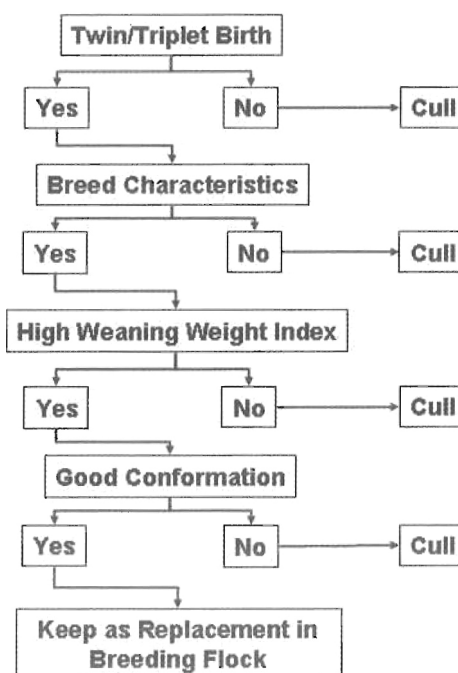 Twin/Triplet Birth
Yes
No
Cull
Breed Characteristics
Yes
No
Cull
High Weaning Weight Index
Yes
No
Cull
Good Conformation
Yes
No
Cull
Keep as Replacement in
Breeding Flock